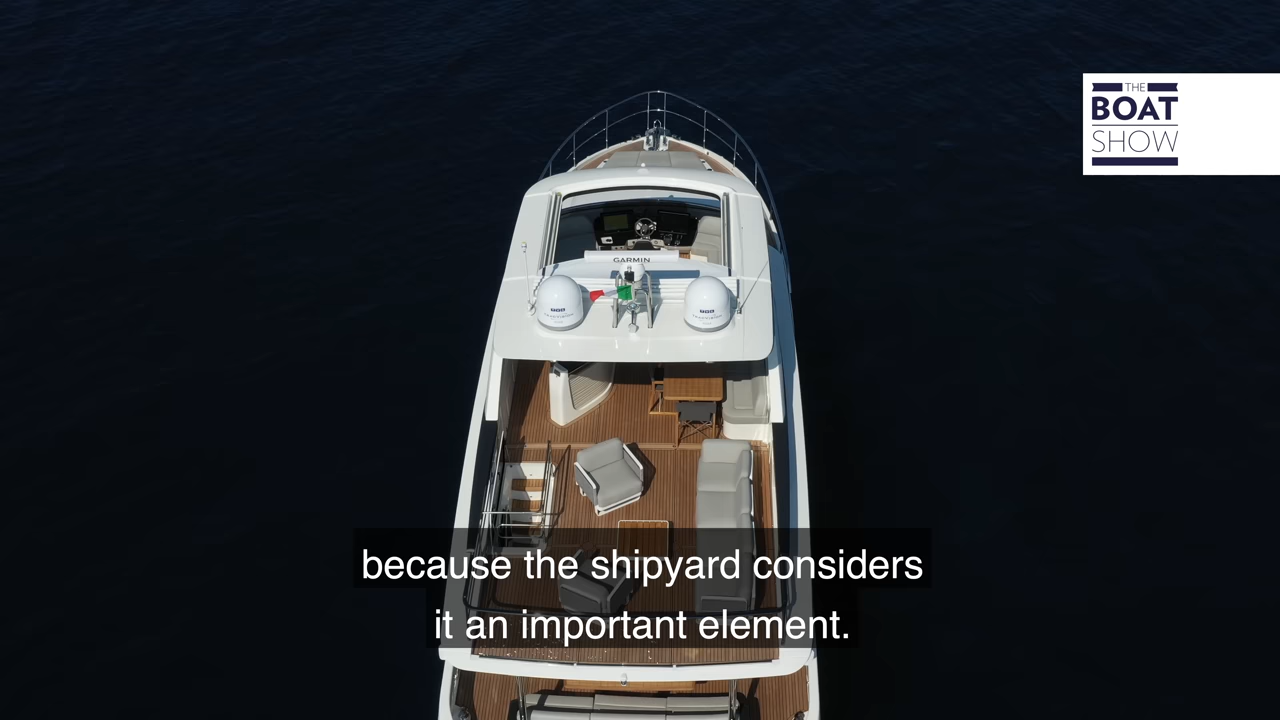 THE
BOAT
SHOW
GARMIN
because the shipyard considers
it an important element.